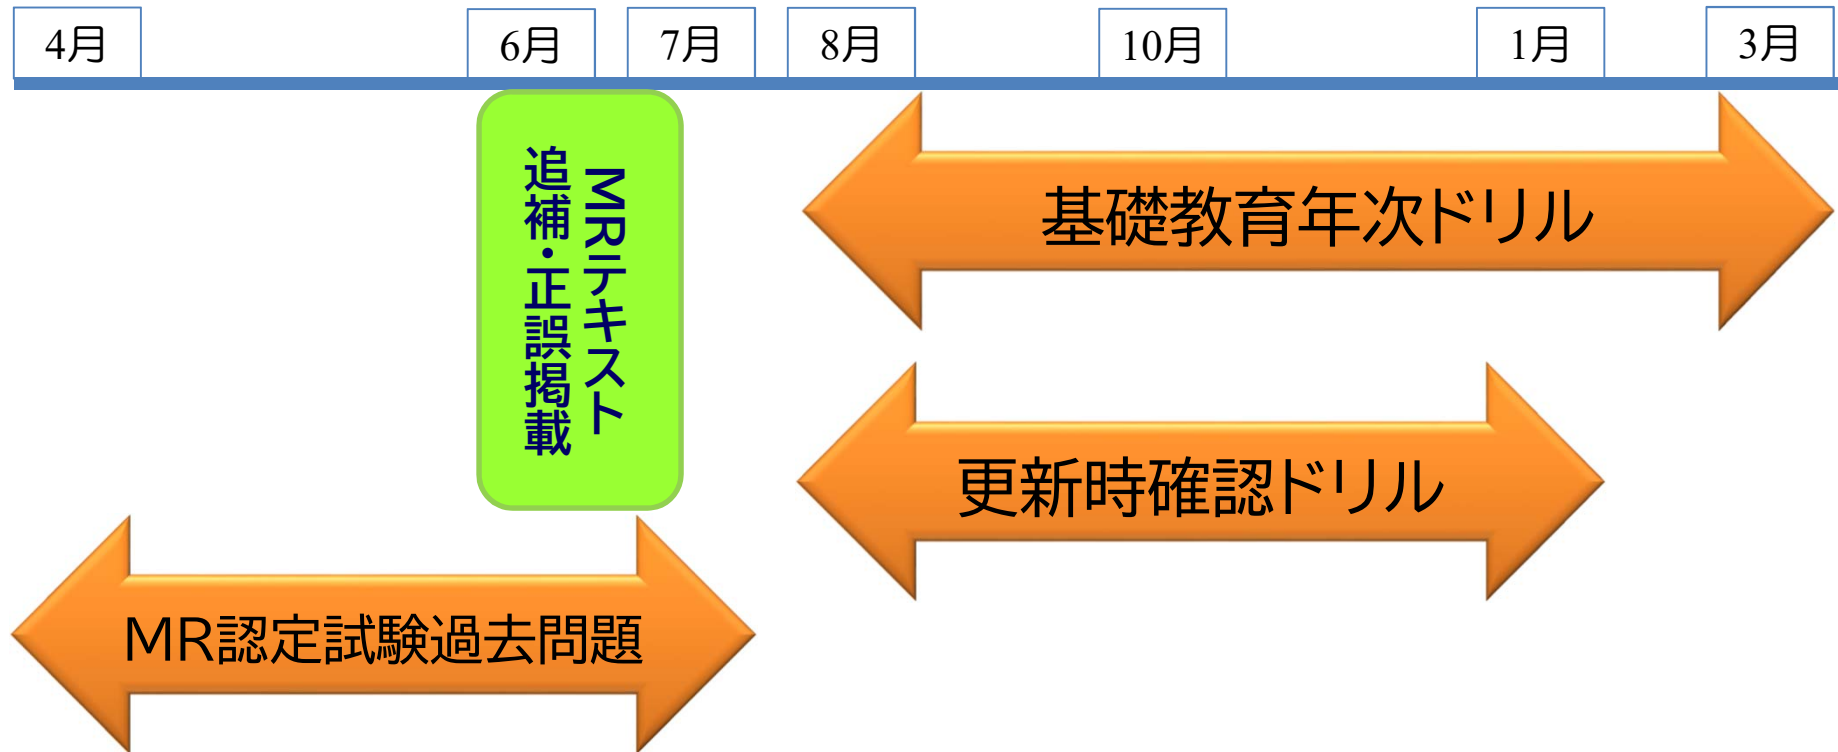 4月
6月
7月
8月
10月
1月
3月
MRテキスト
追補・正誤掲載
基礎教育年次ドリル
更新時確認ドリル
MR認定試験過去問題